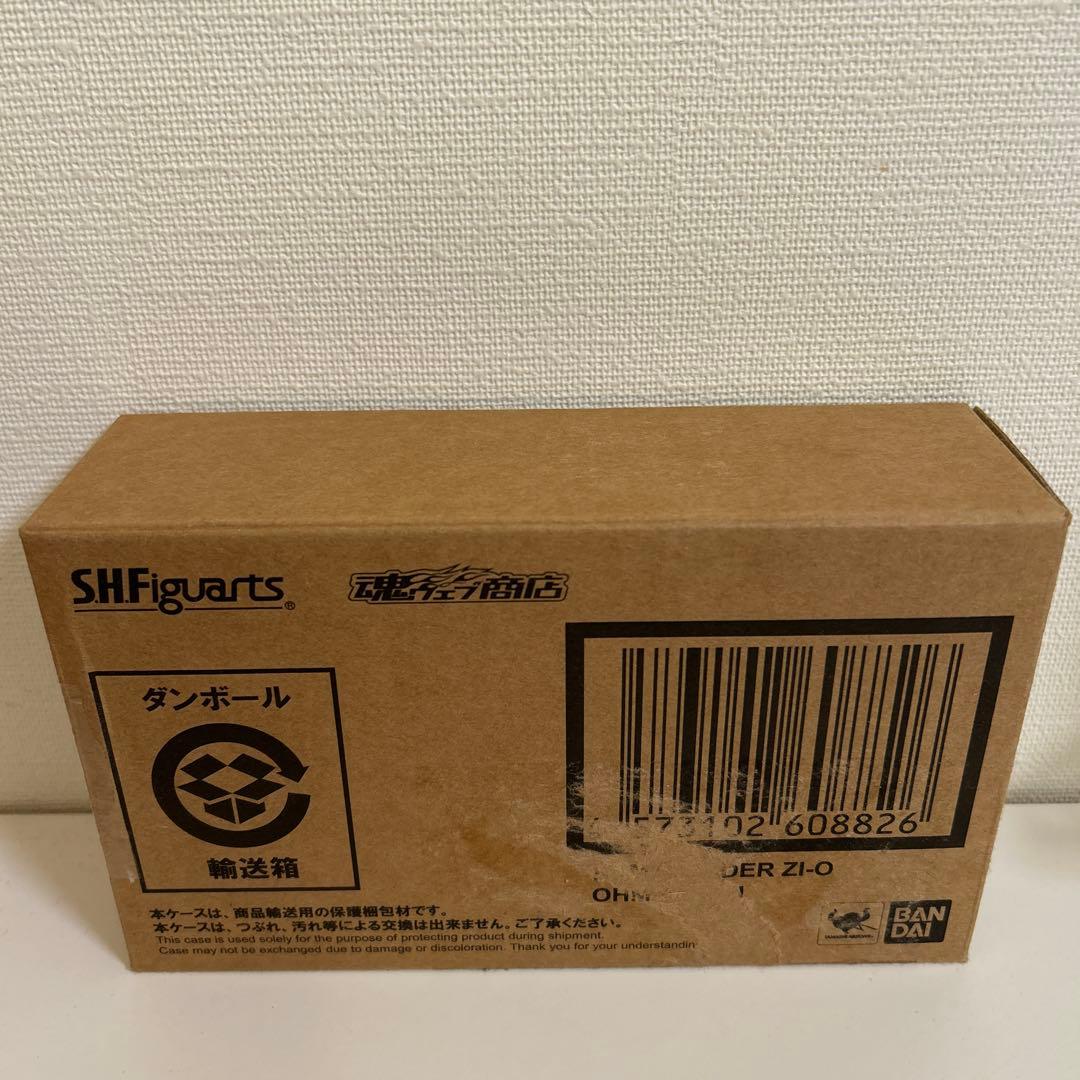 S.H.Figuarts®
魂ウェブ商店
ダンボール
輸送箱
573102 608826
ZI-O
本ケースは、商品輸送用の保護梱包材です。
本ケースは、つぶれ、汚れ等による交換は出来ません。ご了承ください。
This case is used solely for the purpose of protecting product during shipment.
Case may not be exchanged due to damage or discoloration. Thank you for your understandin
BAN
DAI